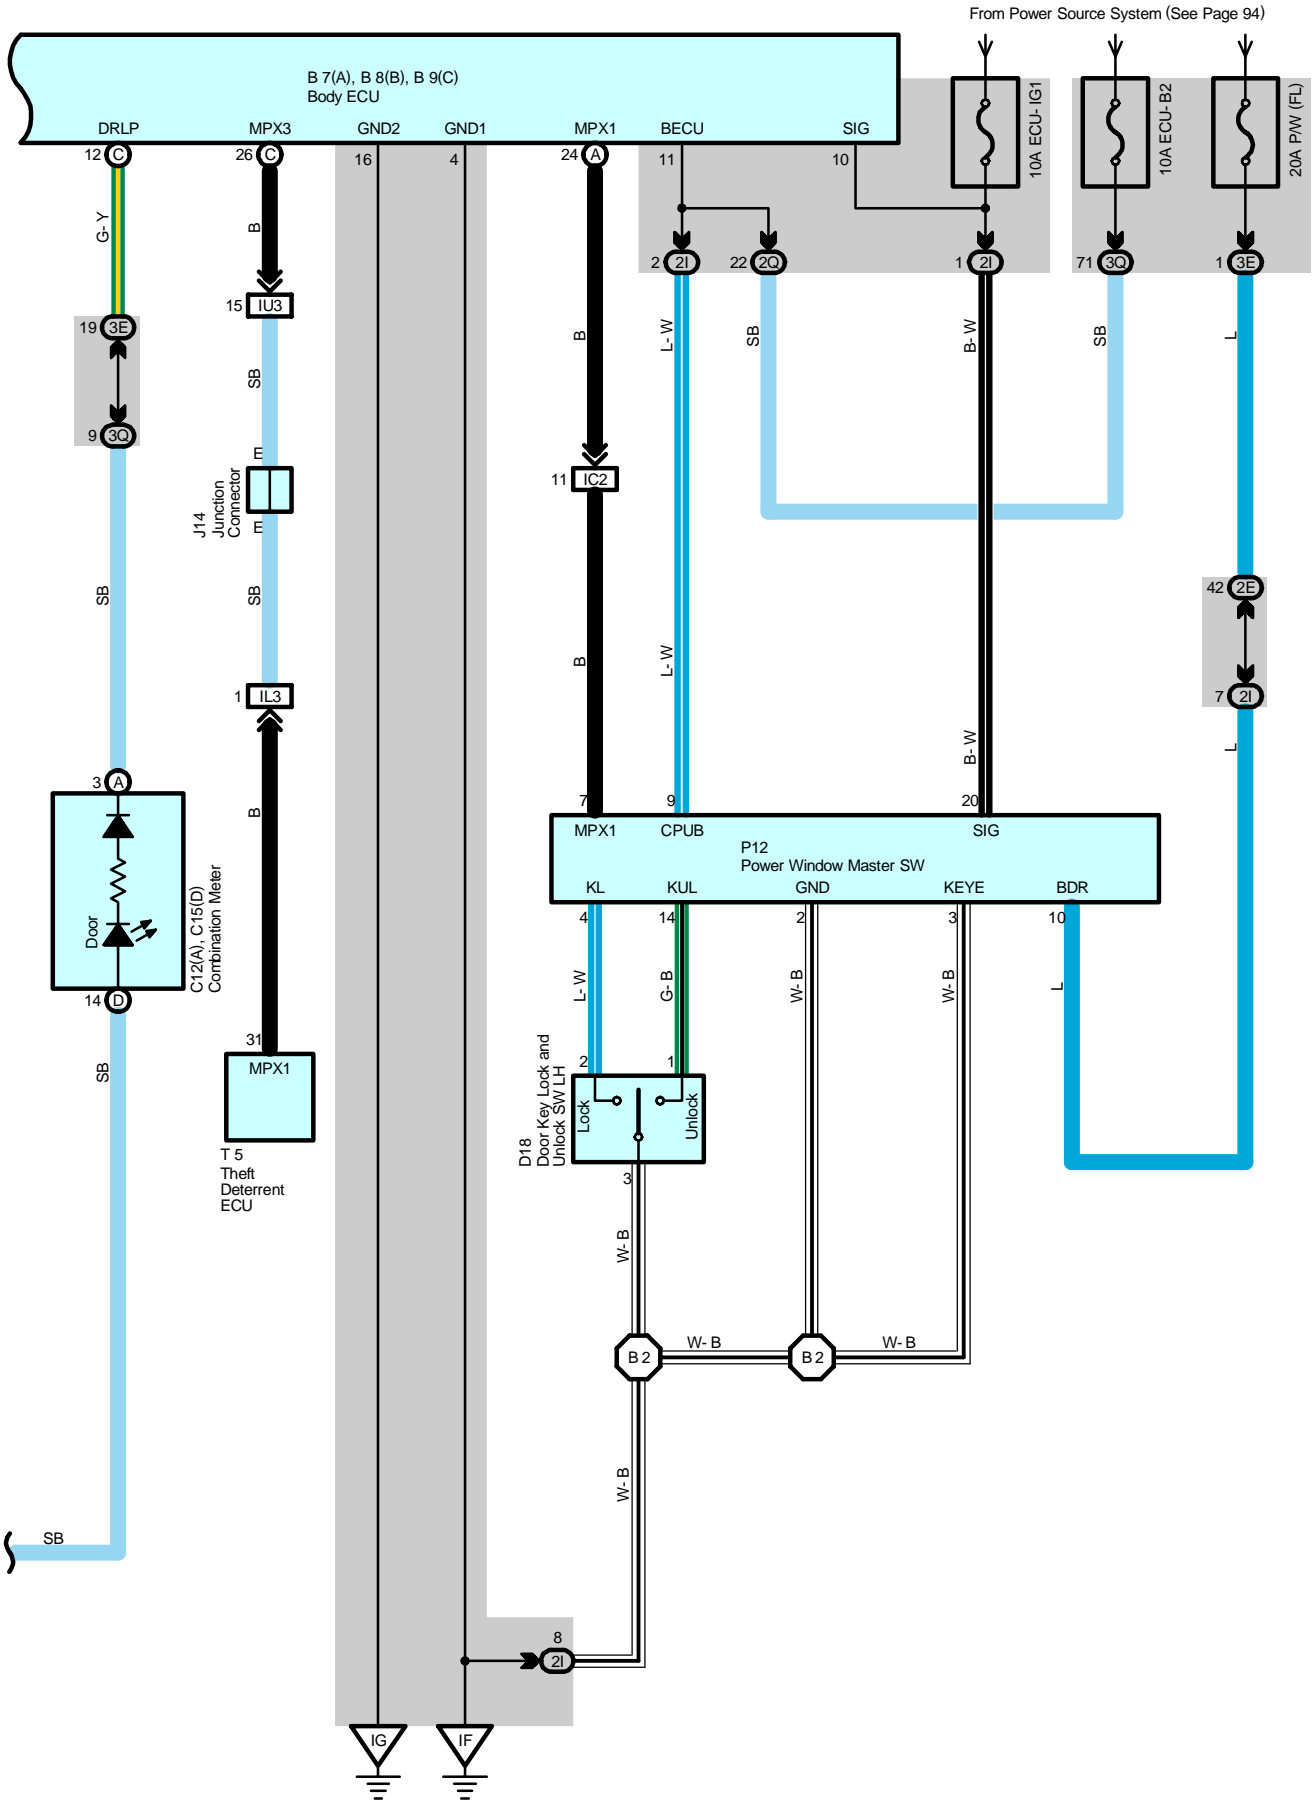 From Power Source System (See Page 94)
B 7(A), B 8(B), B 9(C)
Body ECU
DRLP
MPX3
GND2
GND1
MPX1
BECU
SIG
10A ECU- IG1
10A ECU- B2
20A P/W (FL)
12
C
26
C
16
4
24
A
11
10
G- Y
B
2
2I
22
2Q
1
2I
71
3Q
1
3E
15
IU3
19
3E
B
L- W
SB
B- W
SB
L
SB
9
3Q
E
J14
Junction
Connector
E
11
IC2
SB
SB
42
2E
B
L- W
1
IL3
7
2I
B- W
L
3
A
B
7
9
20
MPX1
CPUB
SIG
P12
Power Window Master SW
KL
KUL
GND
KEYE
BDR
Door
C12(A), C15(D)
Combination Meter
4
14
2
3
10
L- W
G- B
W- B
W- B
L
14
D
SB
31
MPX1
T 5
Theft
Deterrent
ECU
D18
Door Key Lock and
Unlock SW LH
2
1
Lock
Unlock
3
W- B
W- B
W- B
B 2
B 2
W- B
SB
8
2I
IG
IF